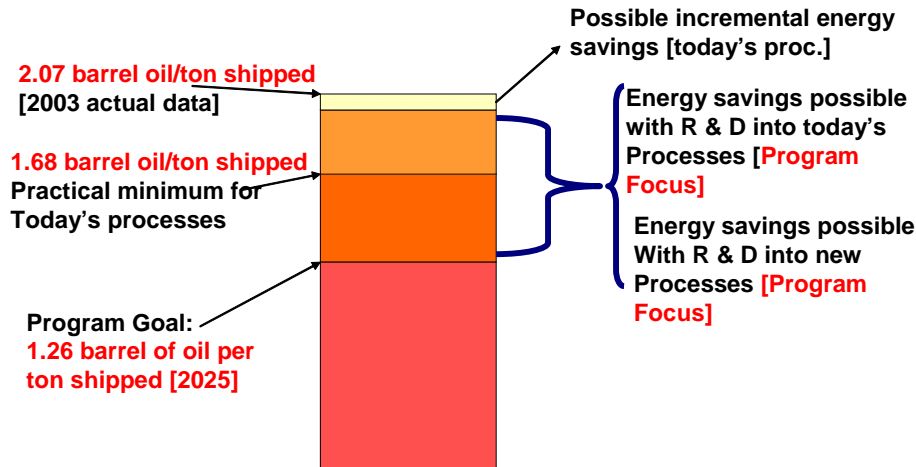 Possible incremental energy
savings [today's proc.]
2.07 barrel oil/ton shipped
[2003 actual data]
1.68 barrel oil/ton shipped
Practical minimum for
Today's processes
Program Goal:
1.26 barrel of oil per
ton shipped [2025]
Energy savings possible
with R & D into today's
Processes [Program
Focus]
Energy savings possible
With R & D into new
Processes [Program
Focus]